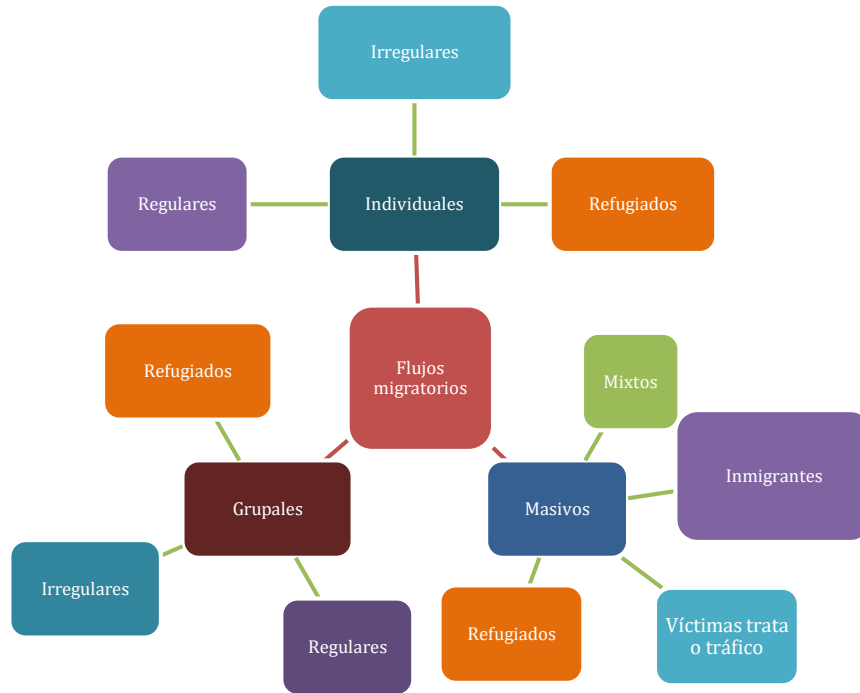 Irregulares
Regulares
Individuales
Refugiados
Flujos
migratorios
Refugiados
Mixtos
Inmigrantes
Grupales
Masivos
Irregulares
Regulares
Refugiados
Víctimas trata
o tráfico